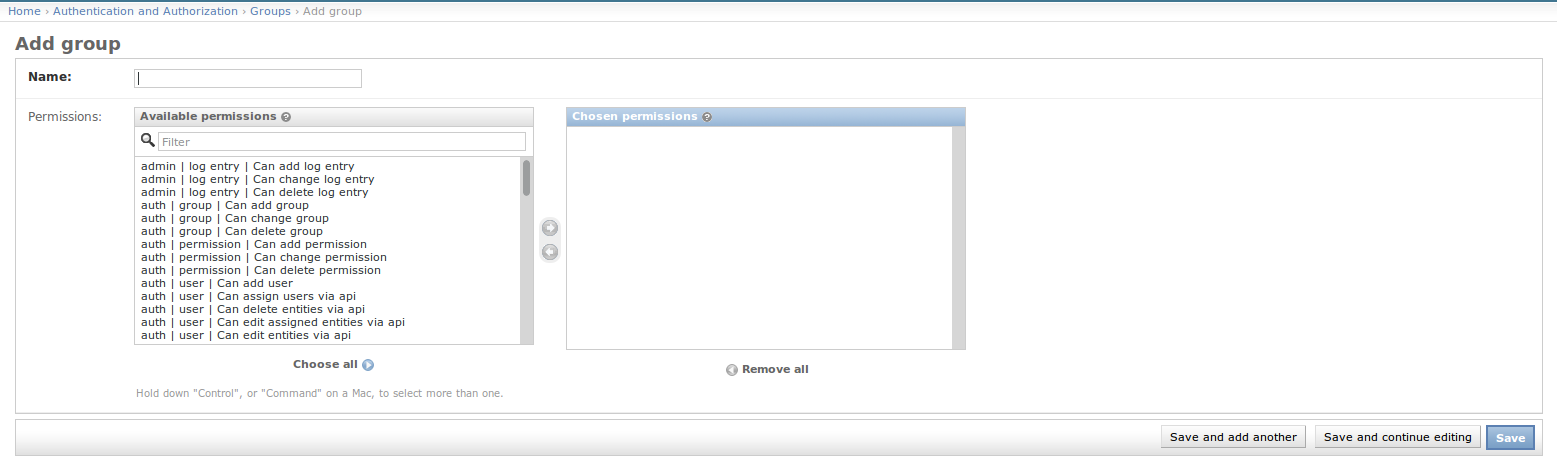 Home › Authentication and Authorization › Groups › Add group
Add group
Name:
Permissions:
Available permissions ?
Filter
admin | log entry | Can add log entry
admin | log entry | Can change log entry
admin | log entry | Can delete log entry
auth | group | Can add group
auth | group | Can change group
auth | group | Can delete group
auth | permission | Can add permission
auth | permission | Can change permission
auth | permission | Can delete permission
auth | user | Can add user
auth | user | Can assign users via api
auth | user | Can delete entities via api
auth | user | Can edit assigned entities via api
auth | user | Can edit entities via api
Choose all
Chosen permissions ?
Remove all
Hold down "Control", or "Command" on a Mac, to select more than one.
Save and add another
Save and continue editing
Save